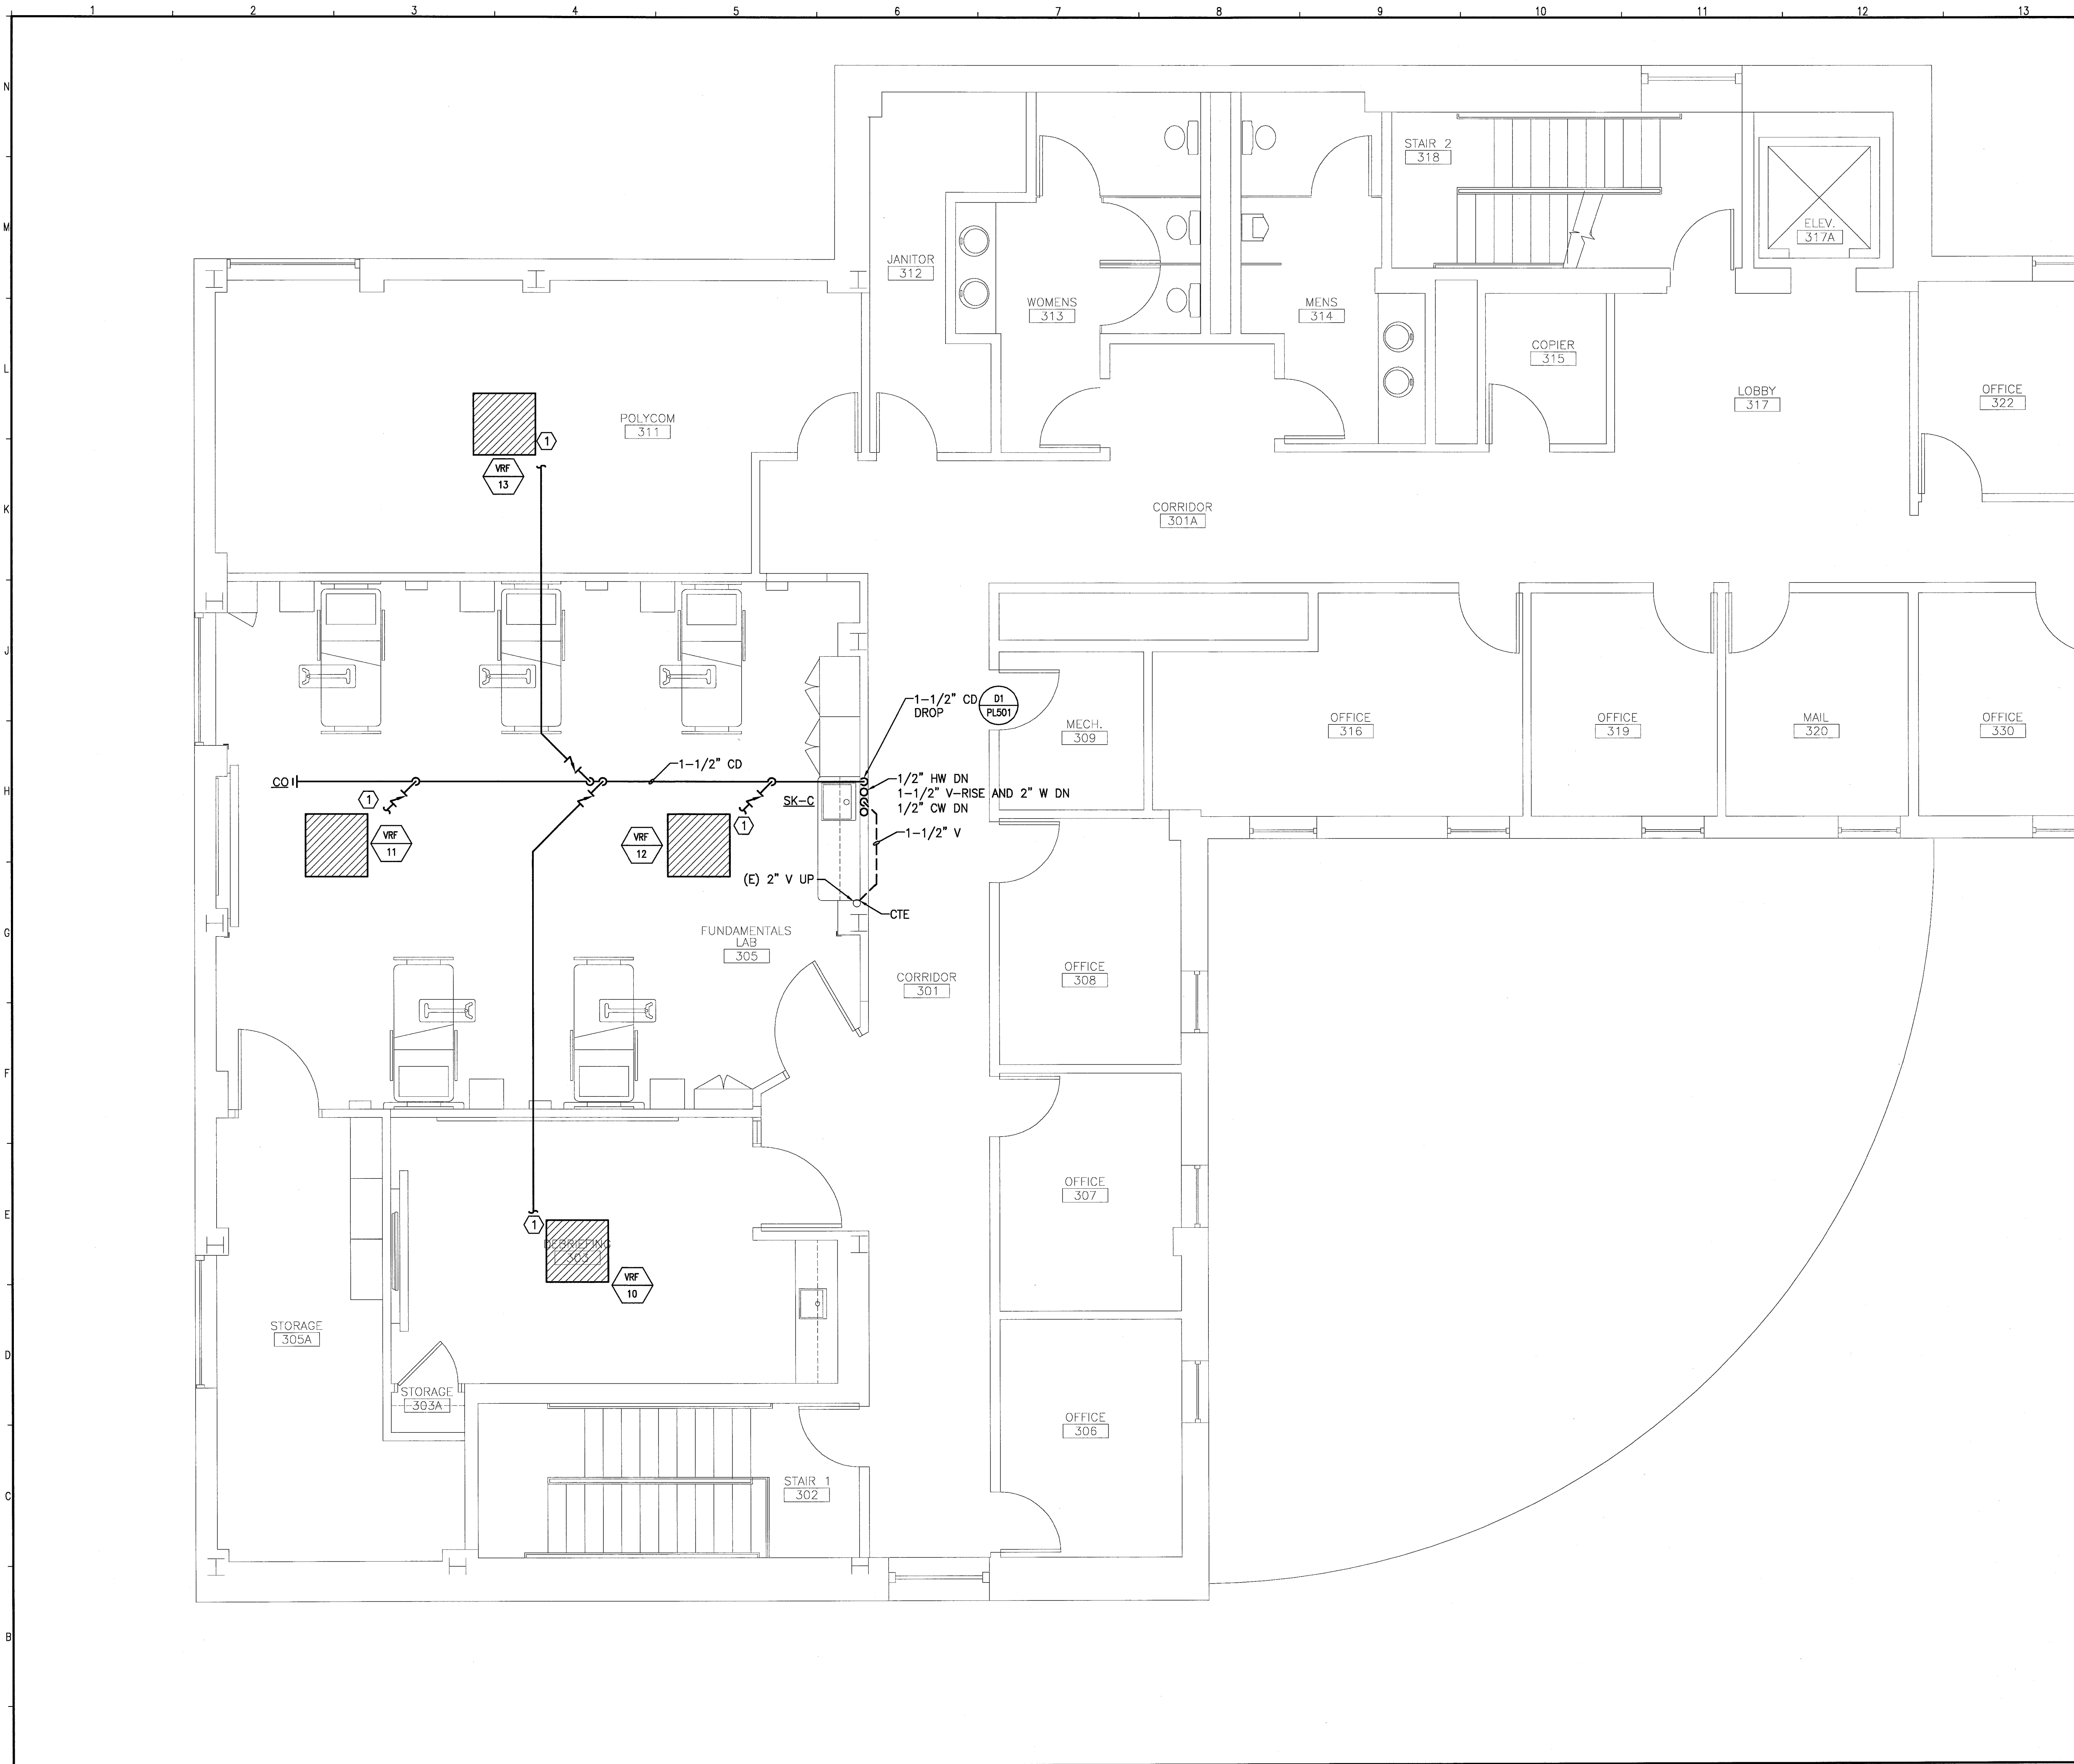 1 2 3 4 5 6 7 8 9 10 11 12 13
N
M
L
K
J
H
G
F
E
D
C
B
STAIR 2
318
ELEV.
317A
JANITOR
312
WOMENS
313
MENS
314
COPIER
315
LOBBY
317
OFFICE
322
POLYCOM
311
1
VRF
13
CORRIDOR
301A
1-1/2" CD
DROP
D1
PL501
MECH.
309
OFFICE
316
OFFICE
319
MAIL
320
OFFICE
330
CO
1-1/2" CD
1/2" HW DN
1-1/2" V-RISE AND 2" W DN
1/2" CW DN
SK-C
1
VRF
11
VRF
12
1
1-1/2" V
(E) 2" V UP
CTE
FUNDAMENTALS
LAB
305
CORRIDOR
301
OFFICE
308
OFFICE
307
1
DEBRIEFING
303
VRF
10
STORAGE
305A
STORAGE
303A
OFFICE
306
STAIR 1
302